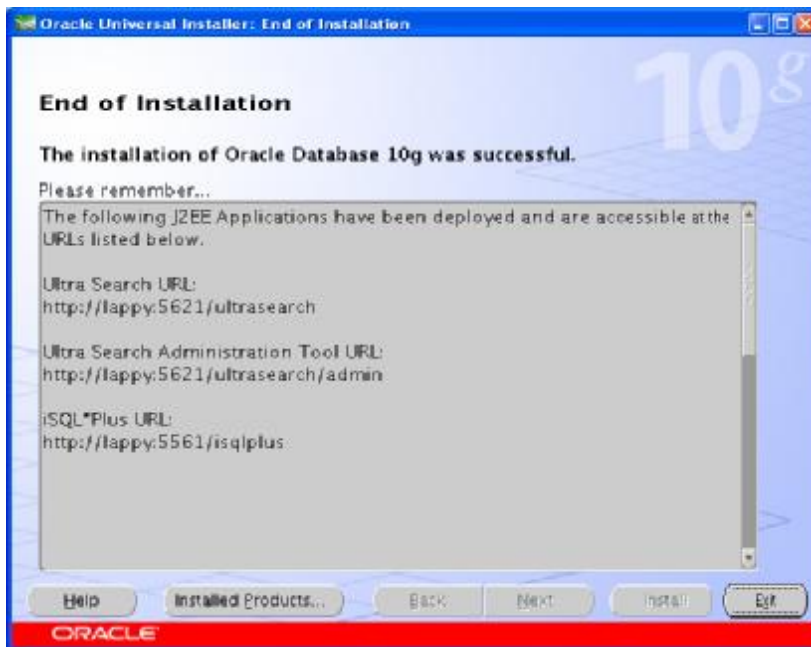 Oracle Universal Installer: End of Installation
10g
End of Installation
The installation of Oracle Database 10g was successful.
Please remember...
The following J2EE Applications have been deployed and are accessible at the
URLs listed below.
Ultra Search URL:
http://lappy:5621/ultrasearch
Ultra Search Administration Tool URL:
http://lappy:5621/ultrasearch/admin
iSQL*Plus URL:
http://lappy:5561/isqlplus
Help
Installed Products...
Back
Next
Install
Exit
ORACLE